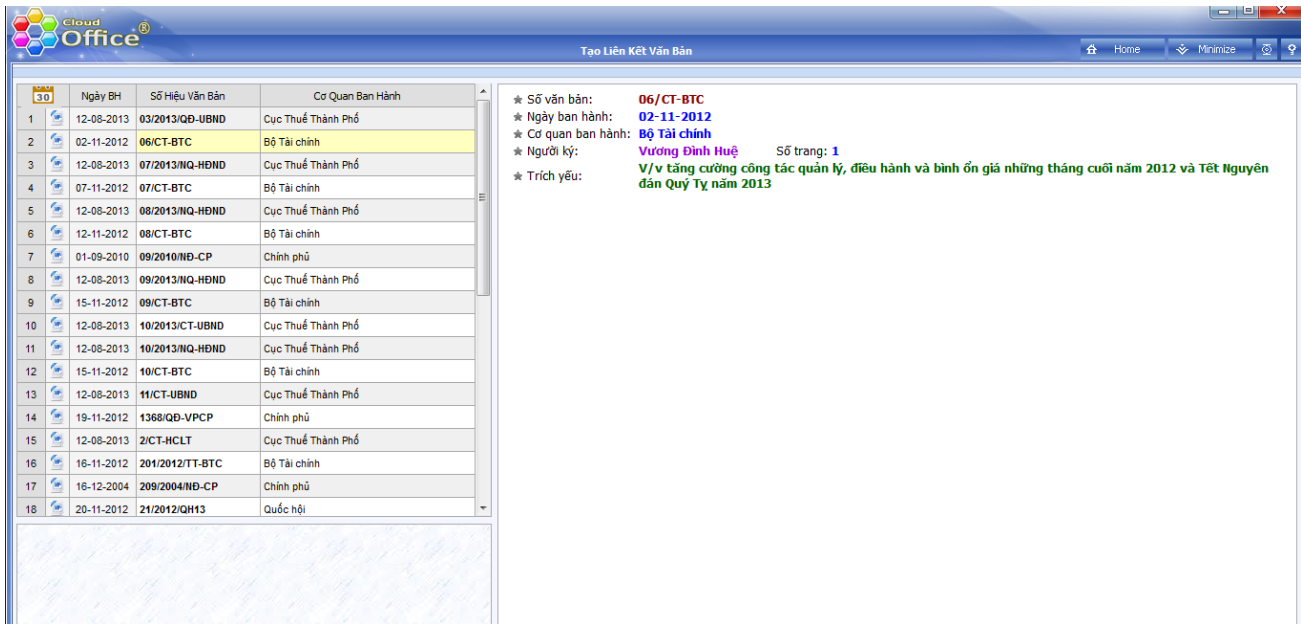 Cloud
Office®
Tạo Liên Kết Văn Bản
Home Minimize
30 Ngày BH Số Hiệu Văn Bản Cơ Quan Ban Hành
1 12-08-2013 03/2013/QĐ-UBND Cục Thuế Thành Phố
2 02-11-2012 06/CT-BTC Bộ Tài chính
3 12-08-2013 07/2013/NQ-HĐND Cục Thuế Thành Phố
4 07-11-2012 07/CT-BTC Bộ Tài chính
5 12-08-2013 08/2013/NQ-HĐND Cục Thuế Thành Phố
6 12-11-2012 08/CT-BTC Bộ Tài chính
7 01-09-2010 09/2010/NĐ-CP Chính phủ
8 12-08-2013 09/2013/NQ-HĐND Cục Thuế Thành Phố
9 15-11-2012 09/CT-BTC Bộ Tài chính
10 12-08-2013 10/2013/CT-UBND Cục Thuế Thành Phố
11 12-08-2013 10/2013/NQ-HĐND Cục Thuế Thành Phố
12 15-11-2012 10/CT-BTC Bộ Tài chính
13 12-08-2013 11/CT-UBND Cục Thuế Thành Phố
14 19-11-2012 1368/QĐ-VPCP Chính phủ
15 12-08-2013 2/CT-HCLT Cục Thuế Thành Phố
16 16-11-2012 201/2012/TT-BTC Bộ Tài chính
17 16-12-2004 209/2004/NĐ-CP Chính phủ
18 20-11-2012 21/2012/QH13 Quốc hội
Số văn bản: 06/CT-BTC
Ngày ban hành: 02-11-2012
Cơ quan ban hành: Bộ Tài chính
Người ký: Vương Đình Huệ Số trang: 1
Trích yếu: V/v tăng cường công tác quản lý, điều hành và bình ổn giá những tháng cuối năm 2012 và Tết Nguyên
đán Quý Tỵ năm 2013